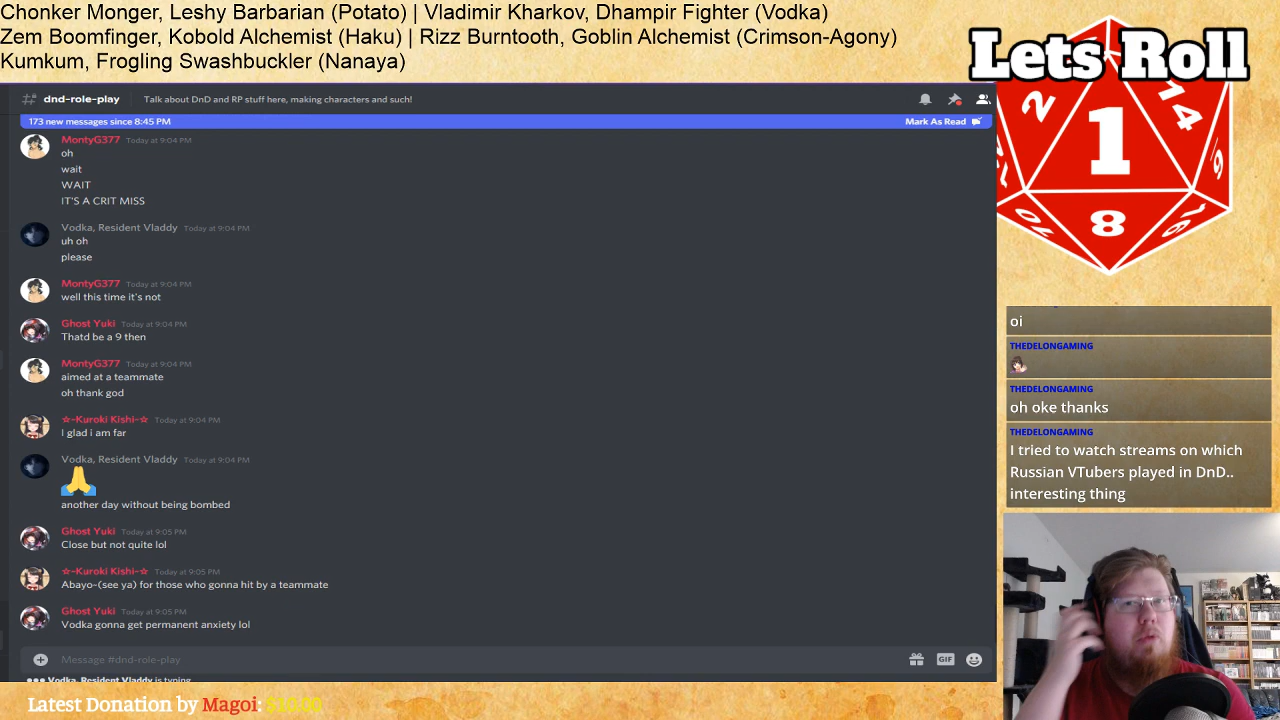 Chonker Monger, Leshy Barbarian (Potato) | Vladimir Kharkov, Dhampir Fighter (Vodka)
Zem Boomfinger, Kobold Alchemist (Haku) | Rizz Burntooth, Goblin Alchemist (Crimson-Agony)
Kumkum, Frogling Swashbuckler (Nanaya)
Lets Roll
2
14
1
8
dnd-role-play
Talk about DnD and RP stuff here, making characters and such!
173 new messages since 8:45 PM
Mark As Read
MontyG377 Today at 9:04 PM
oh
wait
WAIT
IT'S A CRIT MISS
Vodka, Resident Vladdy Today at 9:04 PM
uh oh
please
MontyG377 Today at 9:04 PM
well this time it's not
Ghost Yuki Today at 9:04 PM
Thatd be a 9 then
MontyG377 Today at 9:04 PM
aimed at a teammate
oh thank god
☆-Kuroki Kishi-☆ Today at 9:04 PM
I glad i am far
Vodka, Resident Vladdy Today at 9:04 PM
🙏
another day without being bombed
Ghost Yuki Today at 9:05 PM
Close but not quite lol
☆-Kuroki Kishi-☆ Today at 9:05 PM
Abayo~(see ya) for those who gonna hit by a teammate
Ghost Yuki Today at 9:05 PM
Vodka gonna get permanent anxiety lol
Message #dnd-role-play
GIF
Vodka, Resident Vladdy is typing
oi
THEDELONGAMING
THEDELONGAMING
oh oke thanks
THEDELONGAMING
I tried to watch streams on which
Russian VTubers played in DnD..
interesting thing
Latest Donation by Magoi: $10.00